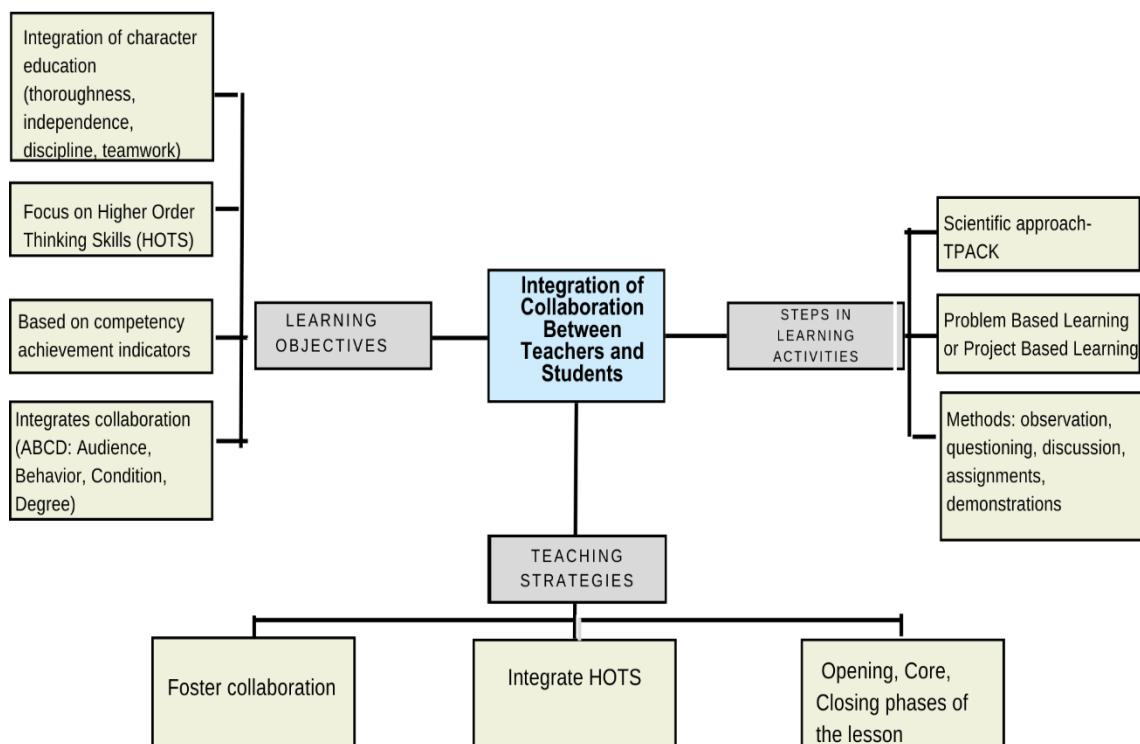 Integration of character
education
(thoroughness,
independence,
discipline, teamwork)
Focus on Higher Order
Thinking Skills (HOTS)
Based on competency
achievement indicators
Integrates collaboration
(ABCD: Audience,
Behavior, Condition,
Degree)
LEARNING
OBJECTIVES
Integration of
Collaboration
Between
Teachers and
Students
STEPS IN
LEARNING
ACTIVITIES
Scientific approach-
TPACK
Problem Based Learning
or Project Based Learning
Methods: observation,
questioning, discussion,
assignments,
demonstrations
TEACHING
STRATEGIES
Foster collaboration
Integrate HOTS
Opening, Core,
Closing phases of
the lesson